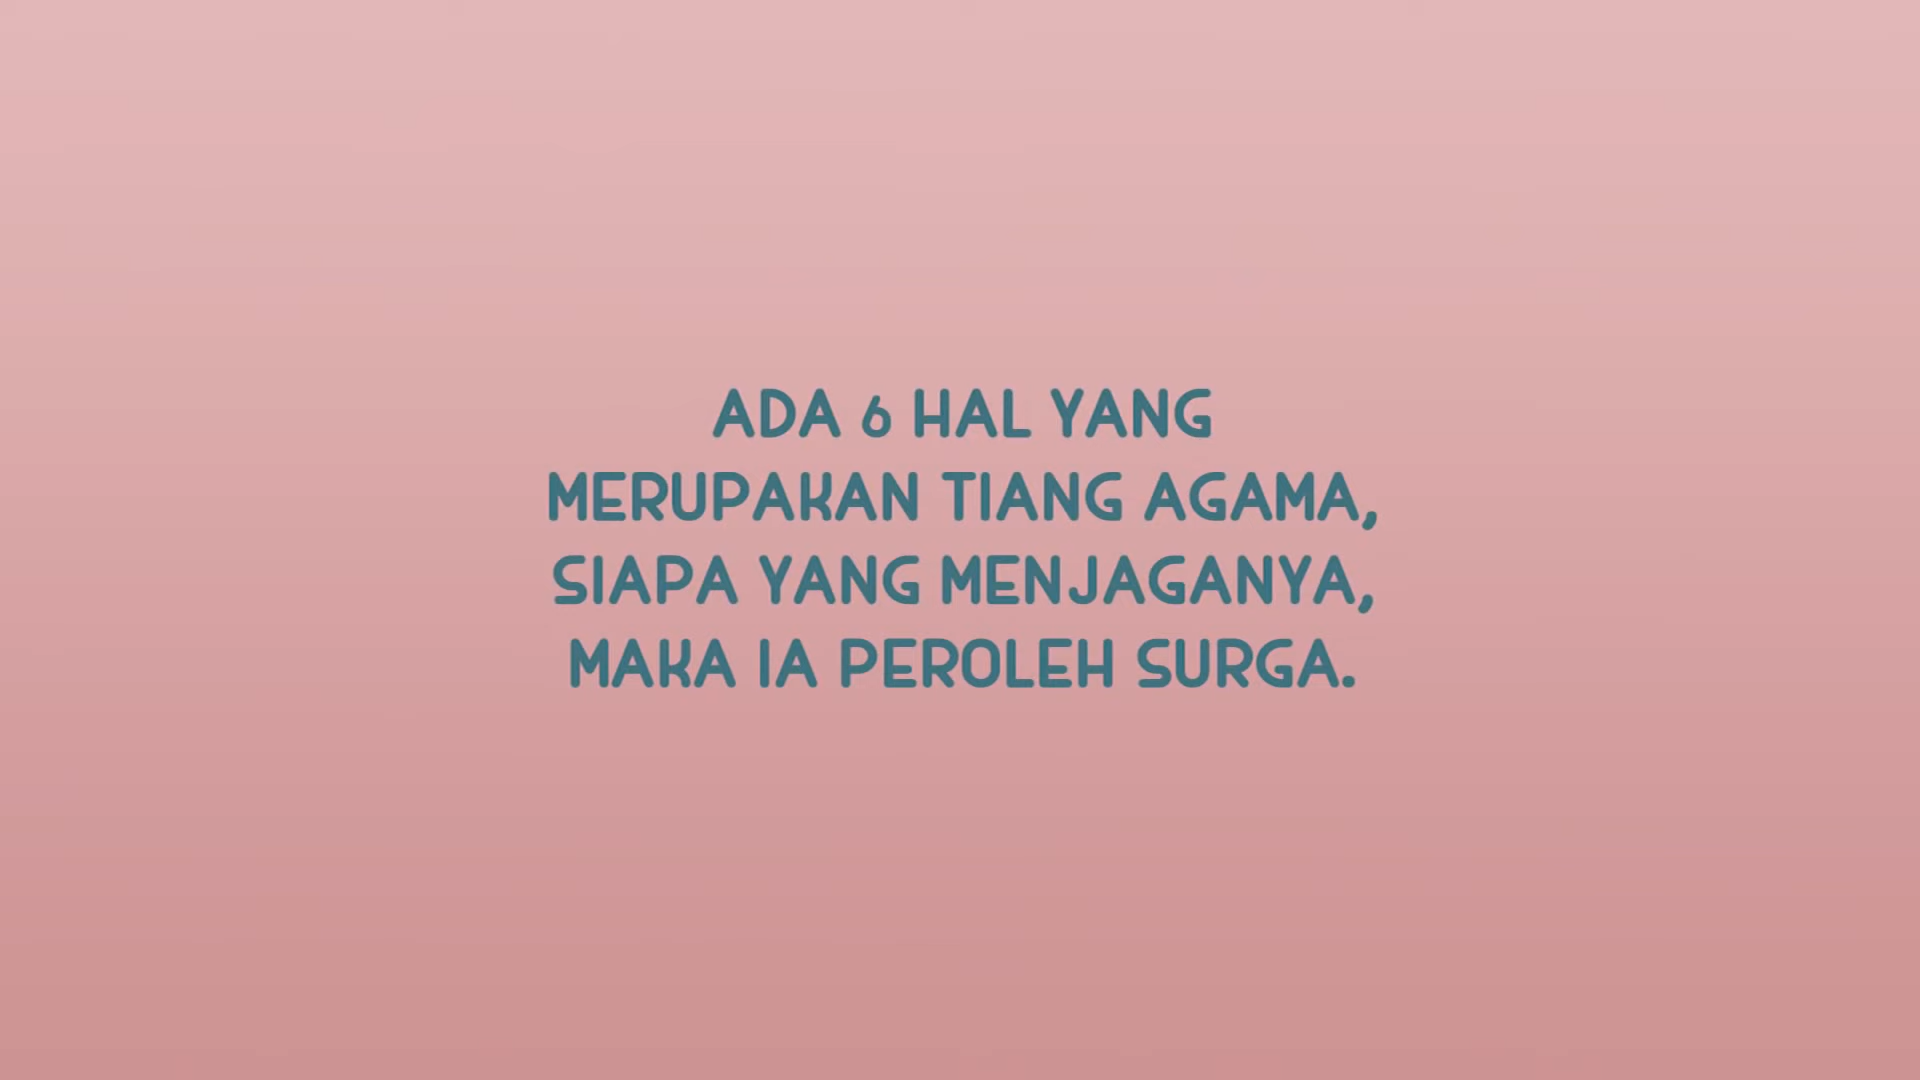 ADA 6 HAL YANG
MERUPAKAN TIANG AGAMA,
SIAPA YANG MENJAGANYA,
MAKA IA PEROLEH SURGA.